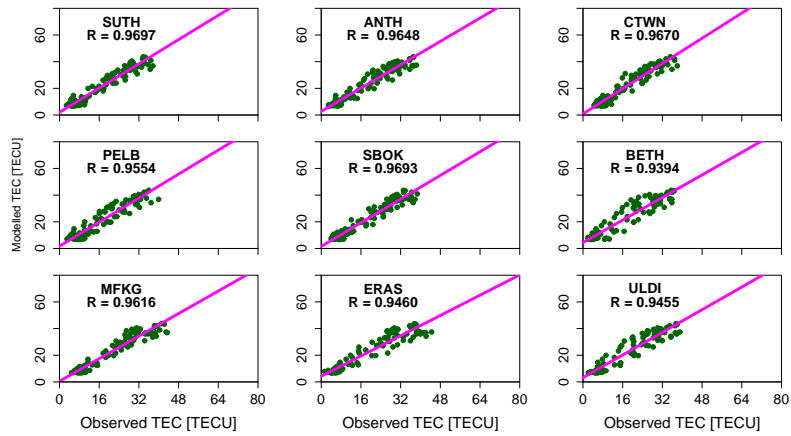 SUTH
R = 0.9697
ANTH
R = 0.9648
CTWN
R = 0.9670
60
20
0
60
20
0
60
20
0
Modelled TEC [TECU]
PELB
R = 0.9554
SBOK
R = 0.9693
BETH
R = 0.9394
60
20
0
60
20
0
60
20
0
MFKG
R = 0.9616
ERAS
R = 0.9460
ULDI
R = 0.9455
60
20
0
60
20
0
60
20
0
0 16 32 48 64 80
0 16 32 48 64 80
0 16 32 48 64 80
Observed TEC [TECU]
Observed TEC [TECU]
Observed TEC [TECU]